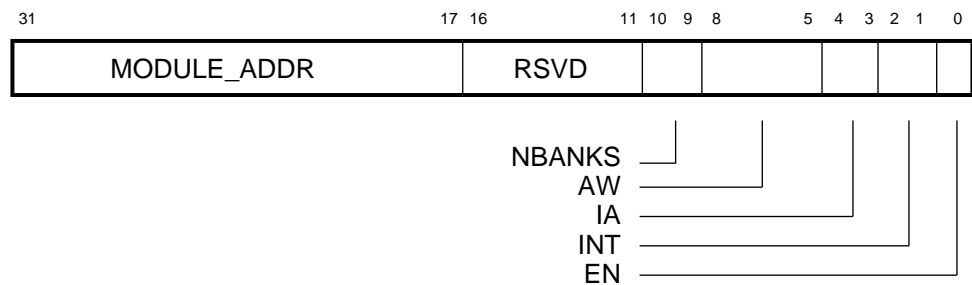 31 17 16 11 10 9 8 5 4 3 2 1 0
MODULE_ADDR RSVD
NBANKS
AW
IA
INT
EN